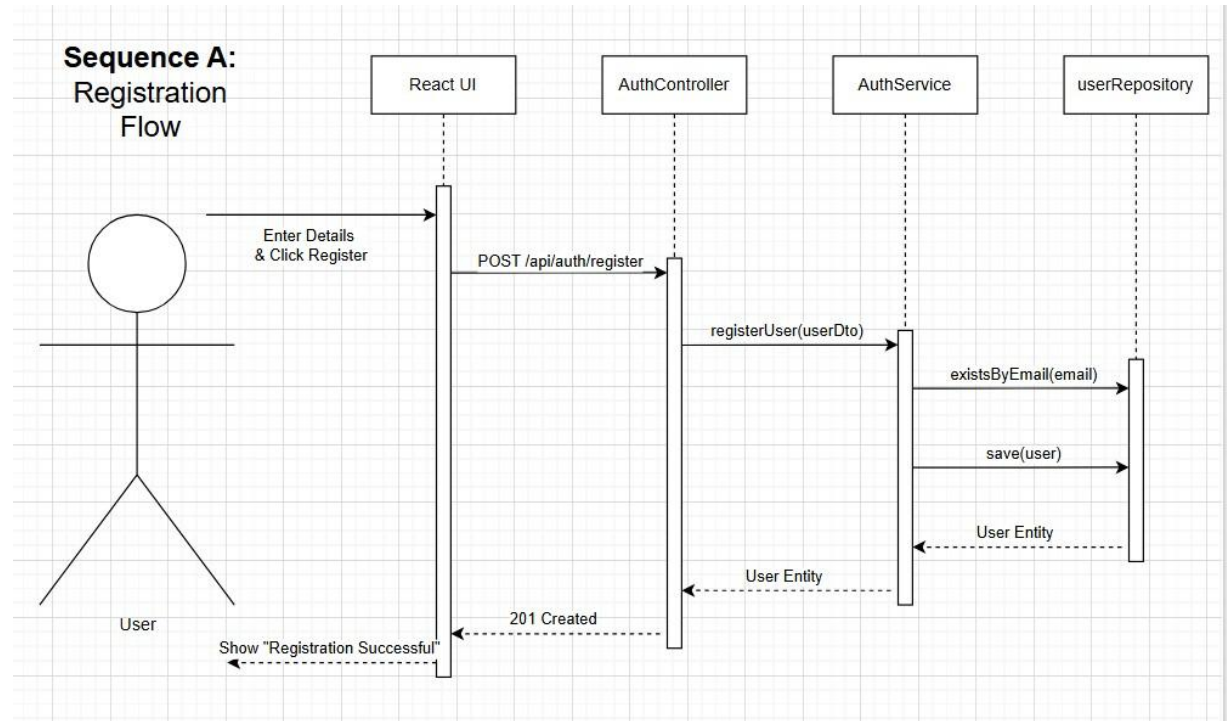 Sequence A:
Registration
Flow
React UI
AuthController
AuthService
userRepository
Enter Details
& Click Register
POST /api/auth/register
registerUser(userDto)
existsByEmail(email)
save(user)
User Entity
User Entity
201 Created
User
Show "Registration Successful"